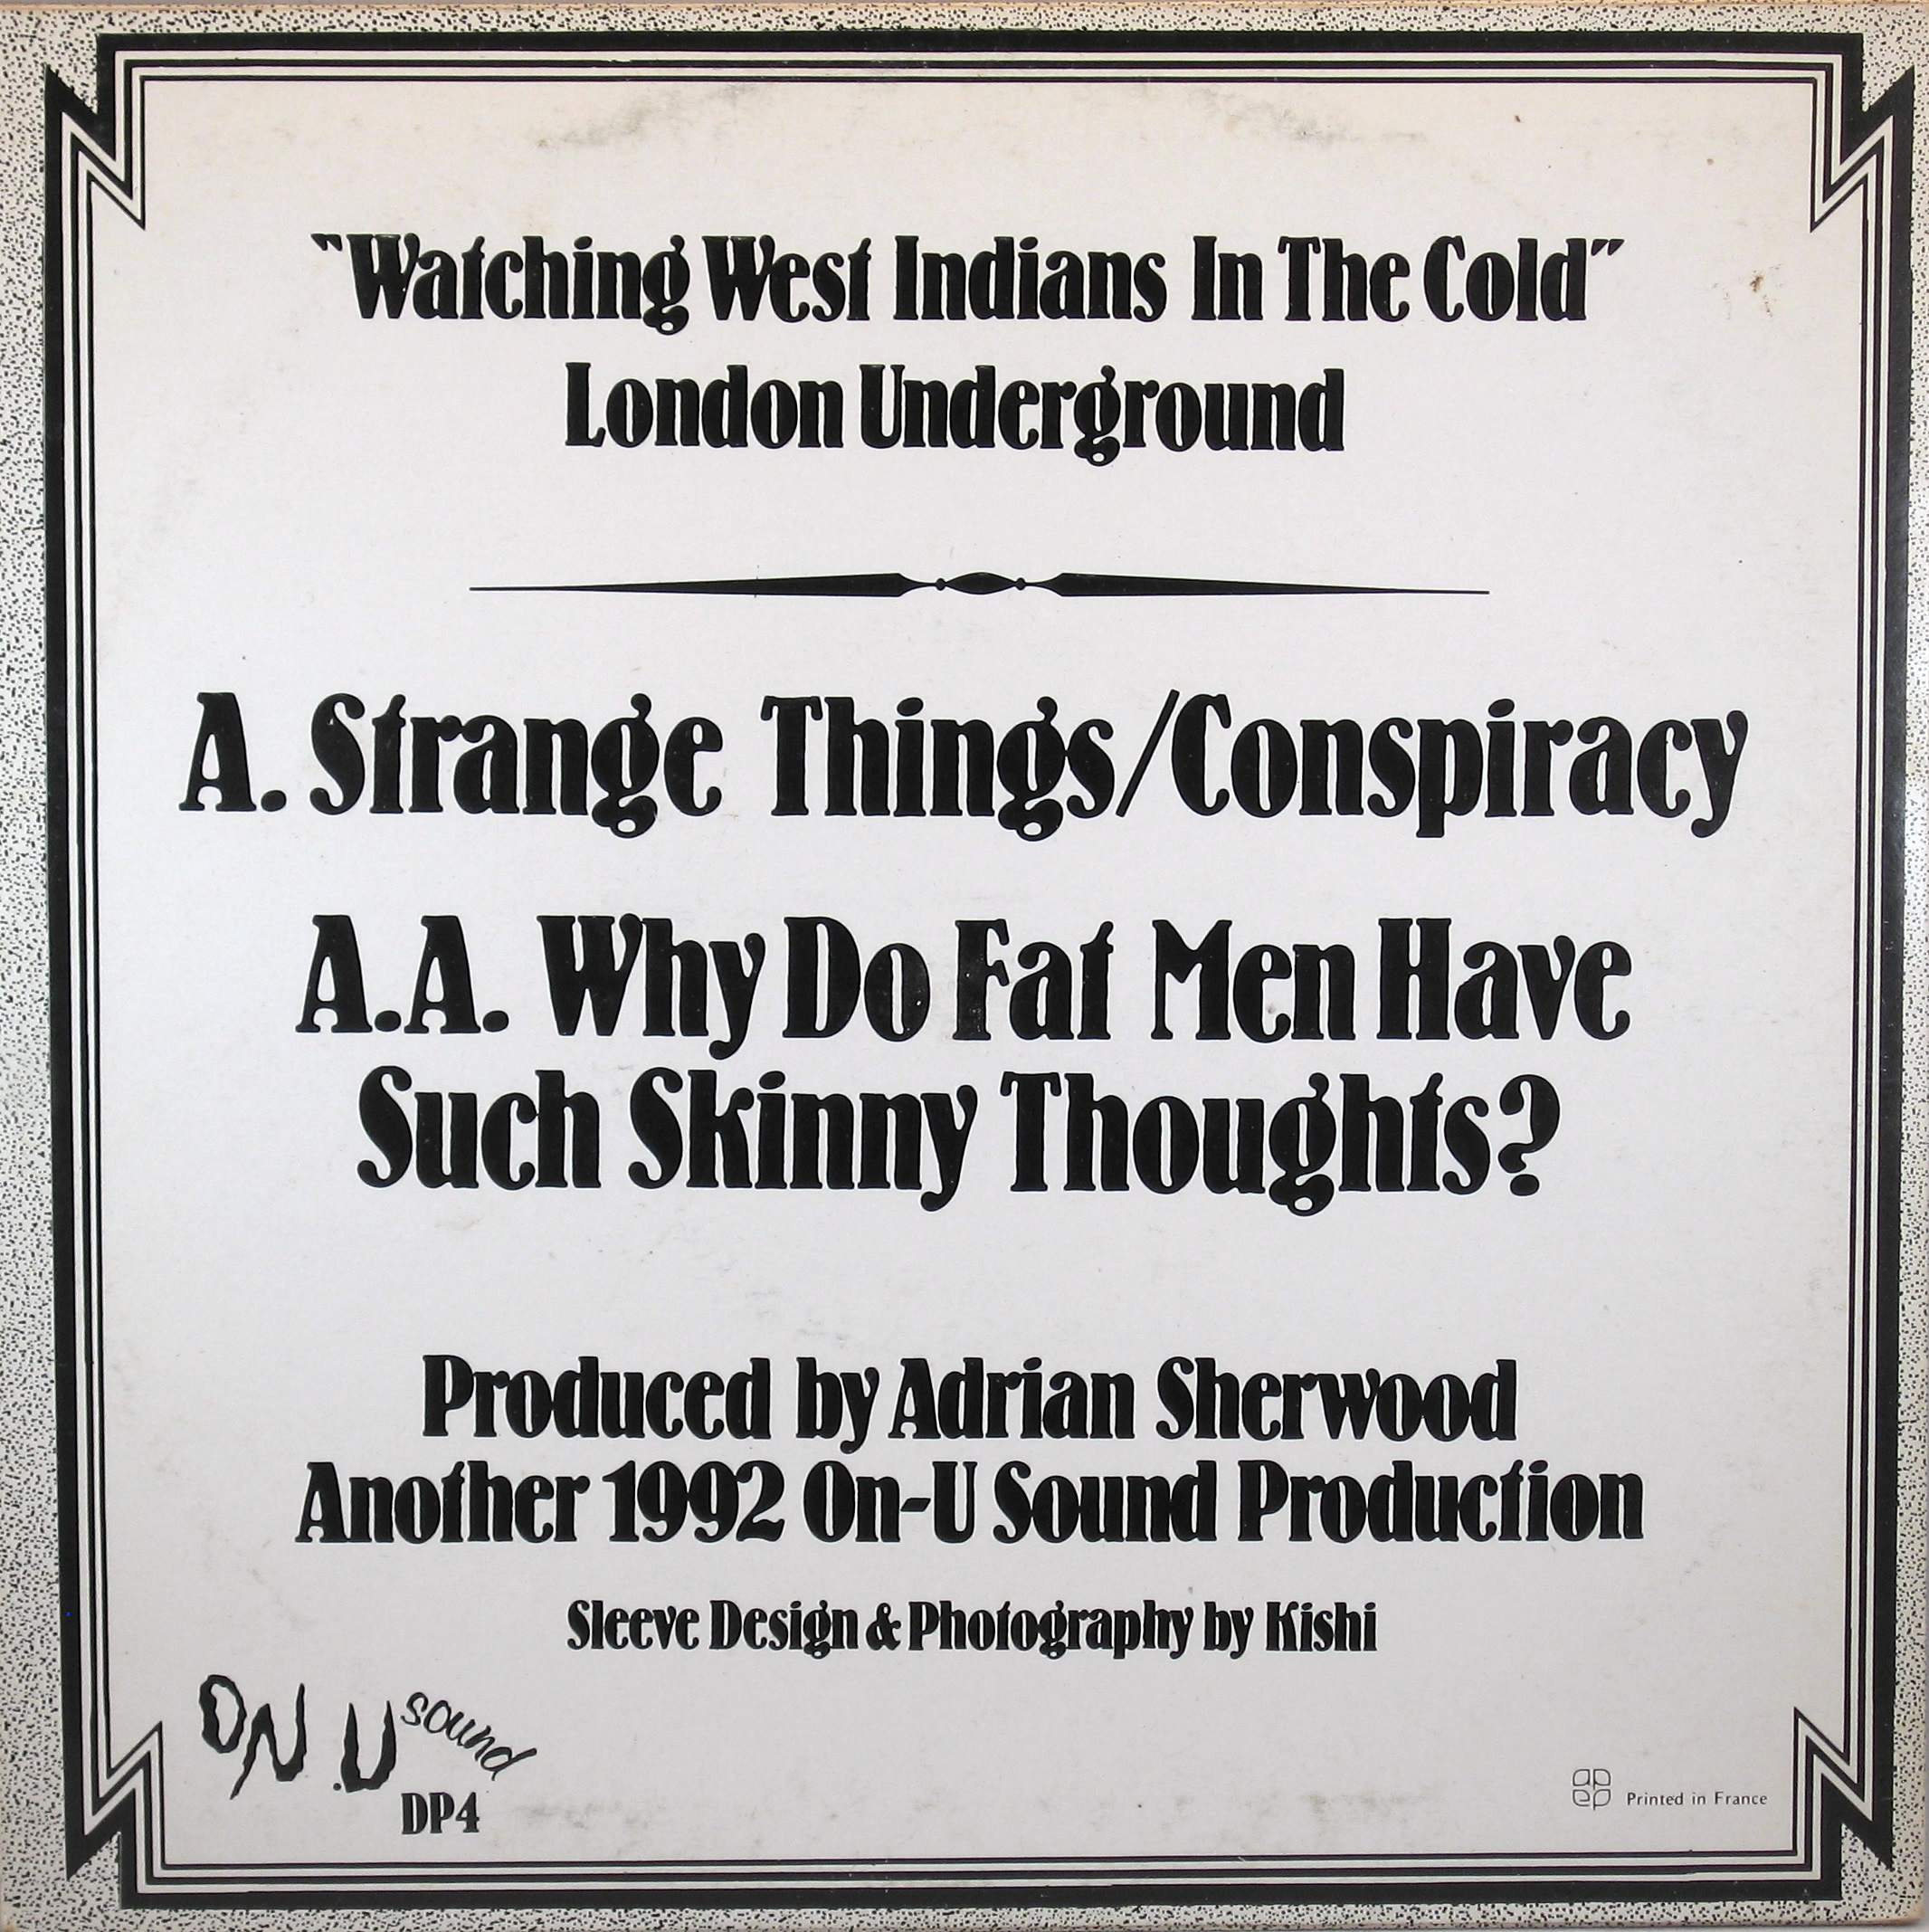 "Watching West Indians In The Cold"
London Underground
A. Strange Things/Conspiracy
A.A. Why Do Fat Men Have
Such Skinny Thoughts?
Produced by Adrian Sherwood
Another 1992 On-U Sound Production
Sleeve Design & Photography by Kishi
ON.U sound
DP4
ap
ep
Printed in France